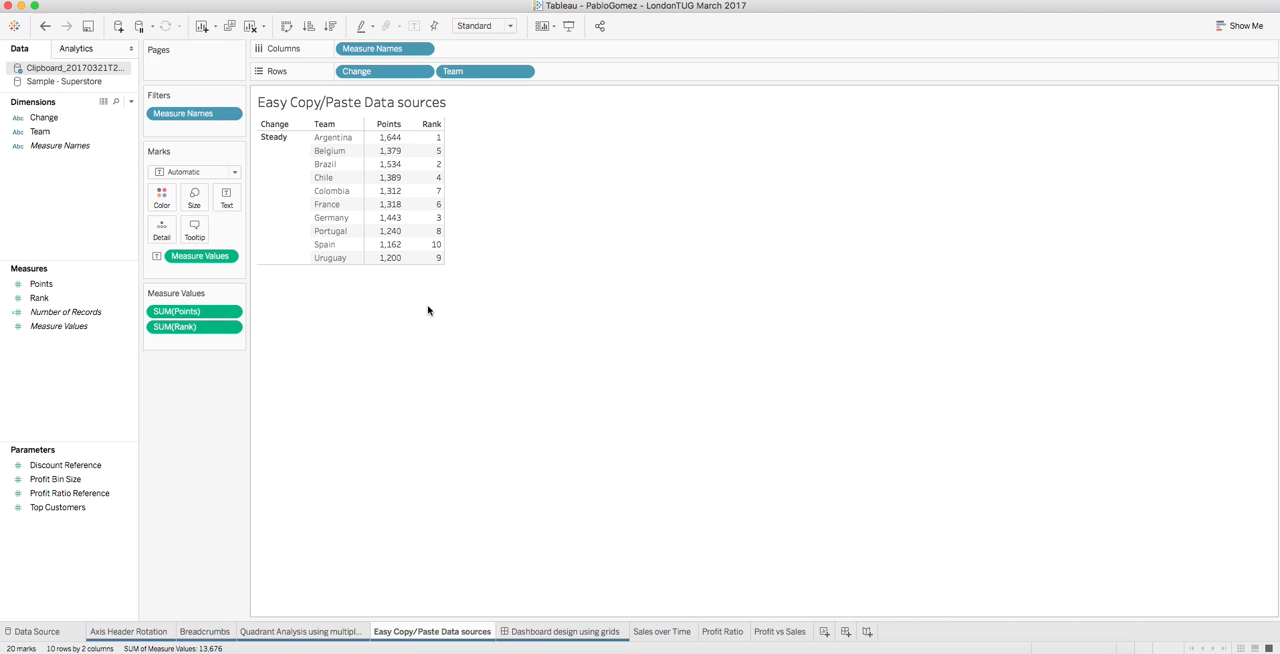 Tableau - PabloGomez - LondonTUG March 2017
Standard
Show Me
Data
Analytics
Clipboard_20170321T2...
Sample - Superstore
Dimensions
Abc Change
Abc Team
Abc Measure Names
Measures
# Points
# Rank
# Number of Records
# Measure Values
Parameters
# Discount Reference
# Profit Bin Size
# Profit Ratio Reference
# Top Customers
Pages
Filters
Measure Names
Marks
T Automatic
Color Size Text
Detail Tooltip
Measure Values
Measure Values
SUM(Points)
SUM(Rank)
Columns Measure Names
Rows Change Team
Easy Copy/Paste Data sources
Change Team Points Rank
Steady Argentina 1,644 1
Belgium 1,379 5
Brazil 1,534 2
Chile 1,389 4
Colombia 1,312 7
France 1,318 6
Germany 1,443 3
Portugal 1,240 8
Spain 1,162 10
Uruguay 1,200 9
Data Source Axis Header Rotation Breadcrumbs Quadrant Analysis using multipl... Easy Copy/Paste Data sources Dashboard design using grids Sales over Time Profit Ratio Profit vs Sales
20 marks 10 rows by 2 columns SUM of Measure Values: 13,676